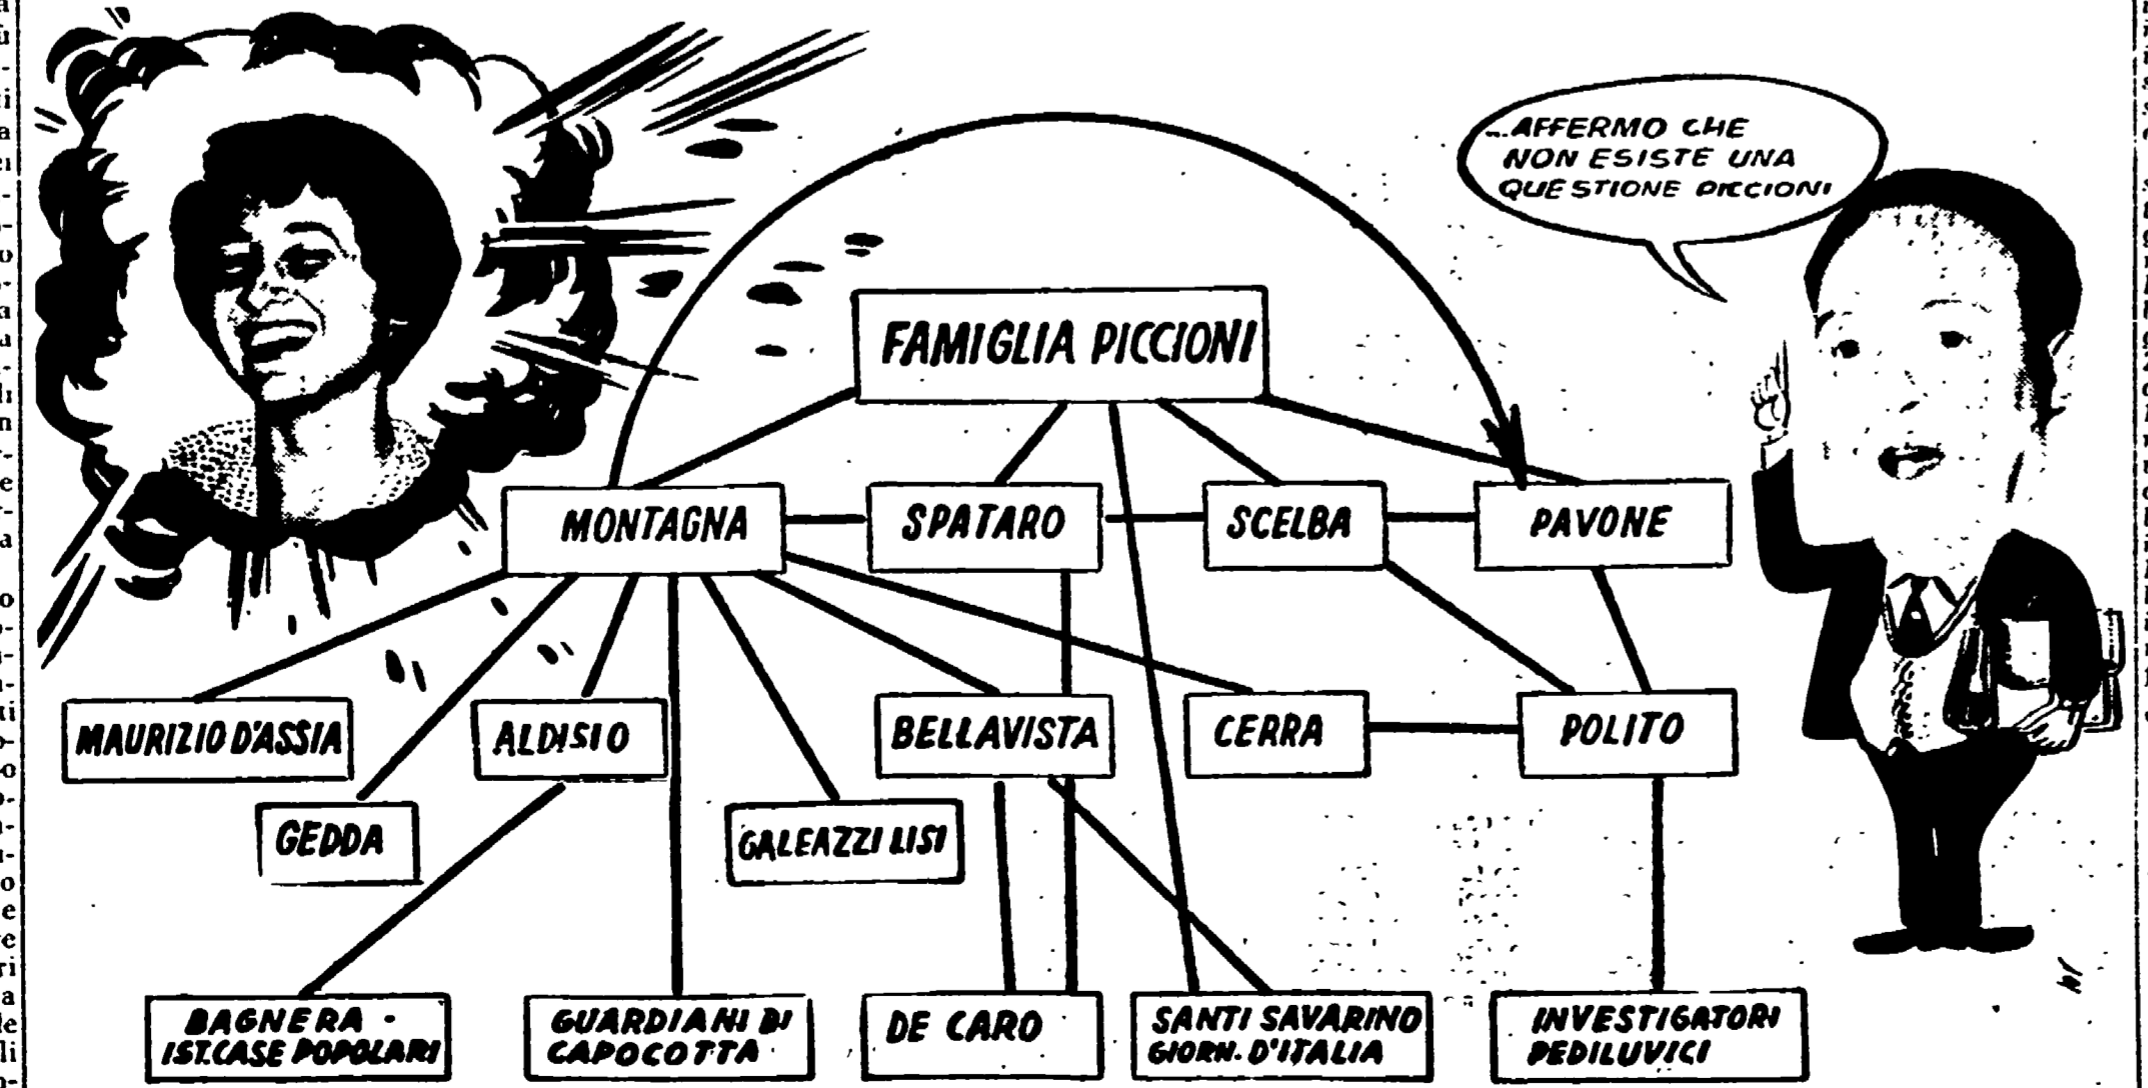 ...AFFERMO CHE
NON ESISTE UNA
QUESTIONE PICCIONI
FAMIGLIA PICCIONI
MONTAGNA
SPATARO
SCELBA
PAVONE
MAURIZIO D'ASSIA
ALDISIO
BELLAVISTA
CERRA
POLITO
GEDDA
GALEAZZI LISI
BAGNERA -
IST. CASE POPOLARI
GUARDIANI DI
CAPOCOTTA
DE CARO
SANTI SAVARINO
GIORN. D'ITALIA
INVESTIGATORI
PEDILUVICI